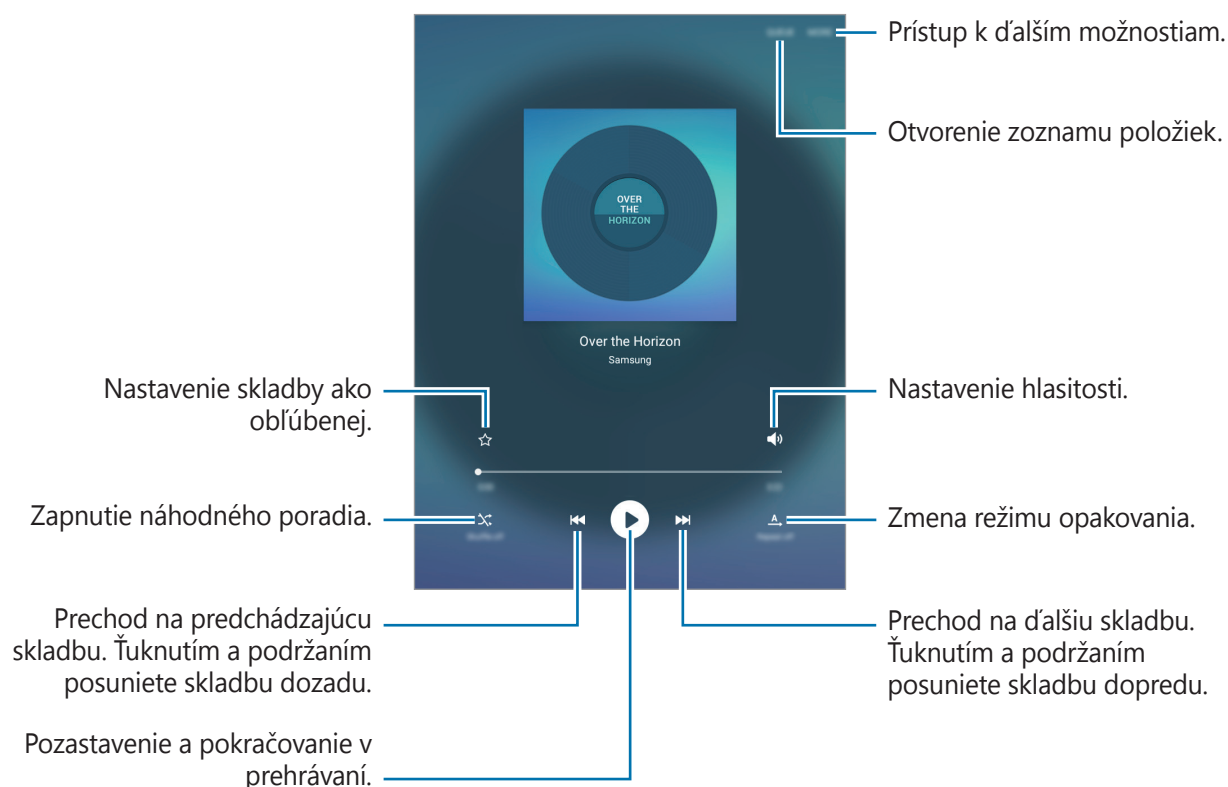 Prístup k ďalším možnostiam.
Otvorenie zoznamu položiek.
OVER
THE
HORIZON
Over the Horizon
Samsung
Nastavenie skladby ako
obľúbenej.
Nastavenie hlasitosti.
Zapnutie náhodného poradia.
A
Zmena režimu opakovania.
Prechod na predchádzajúcu
skladbu. Ťuknutím a podržaním
posuniete skladbu dozadu.
Prechod na ďalšiu skladbu.
Ťuknutím a podržaním
posuniete skladbu dopredu.
Pozastavenie a pokračovanie v
prehrávaní.